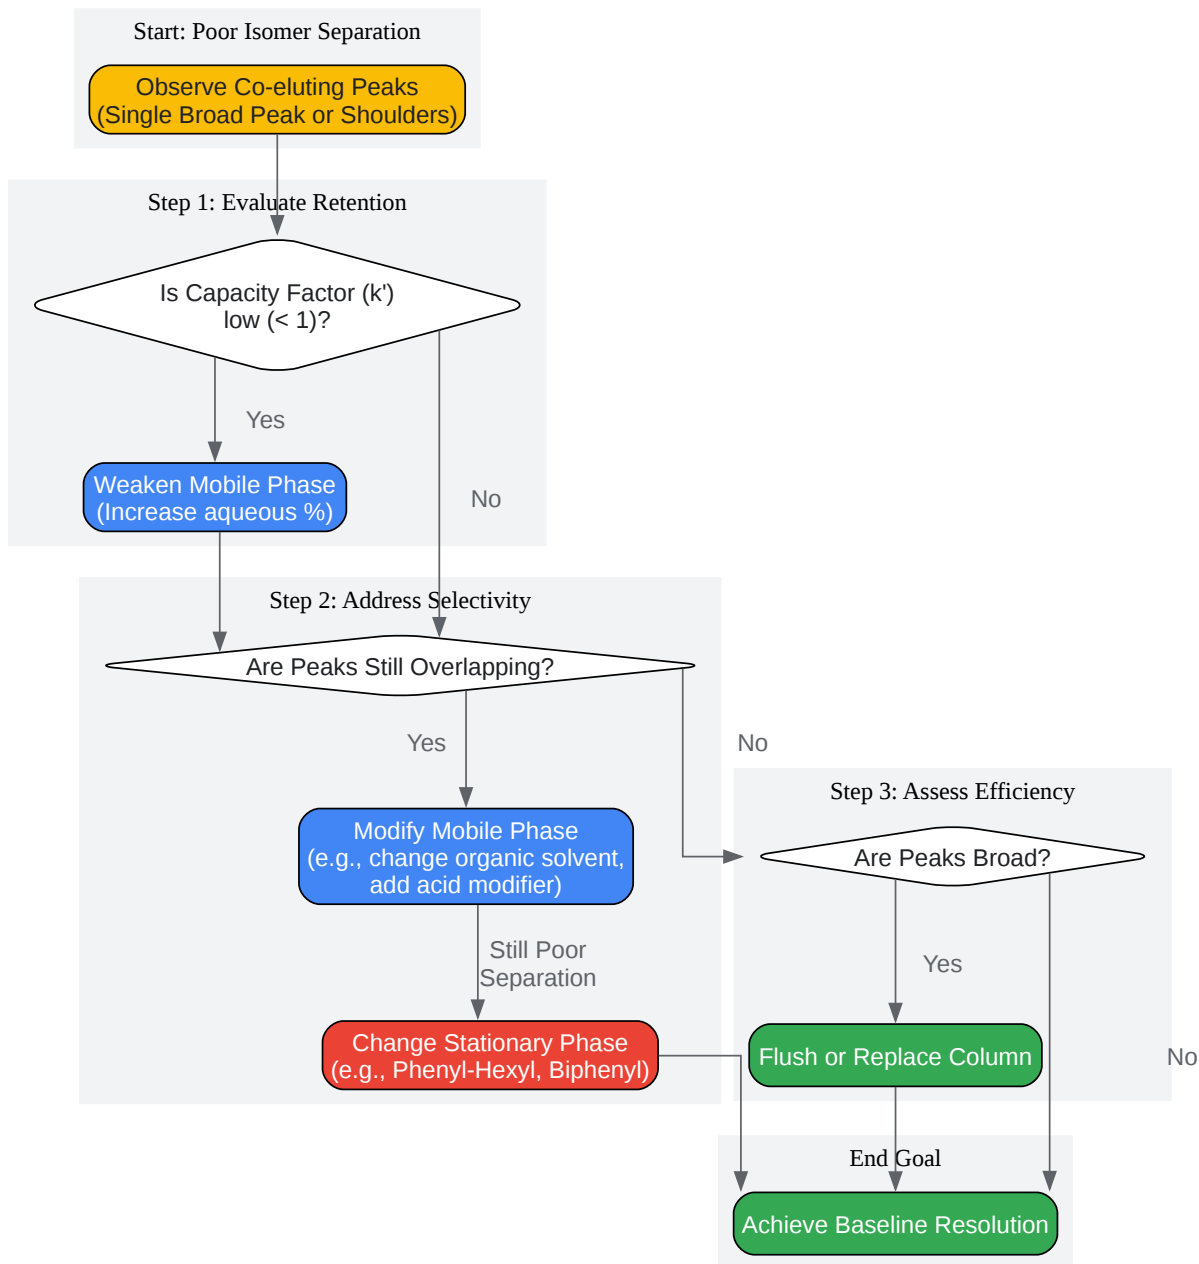 Start: Poor Isomer Separation
Observe Co-eluting Peaks
(Single Broad Peak or Shoulders)
Step 1: Evaluate Retention
Is Capacity Factor (k')
low (< 1)?
Yes
Weaken Mobile Phase
(Increase aqueous %)
No
Step 2: Address Selectivity
Are Peaks Still Overlapping?
Yes
No
Modify Mobile Phase
(e.g., change organic solvent,
add acid modifier)
Still Poor
Separation
Change Stationary Phase
(e.g., Phenyl-Hexyl, Biphenyl)
Step 3: Assess Efficiency
Are Peaks Broad?
Yes
Flush or Replace Column
No
End Goal
Achieve Baseline Resolution